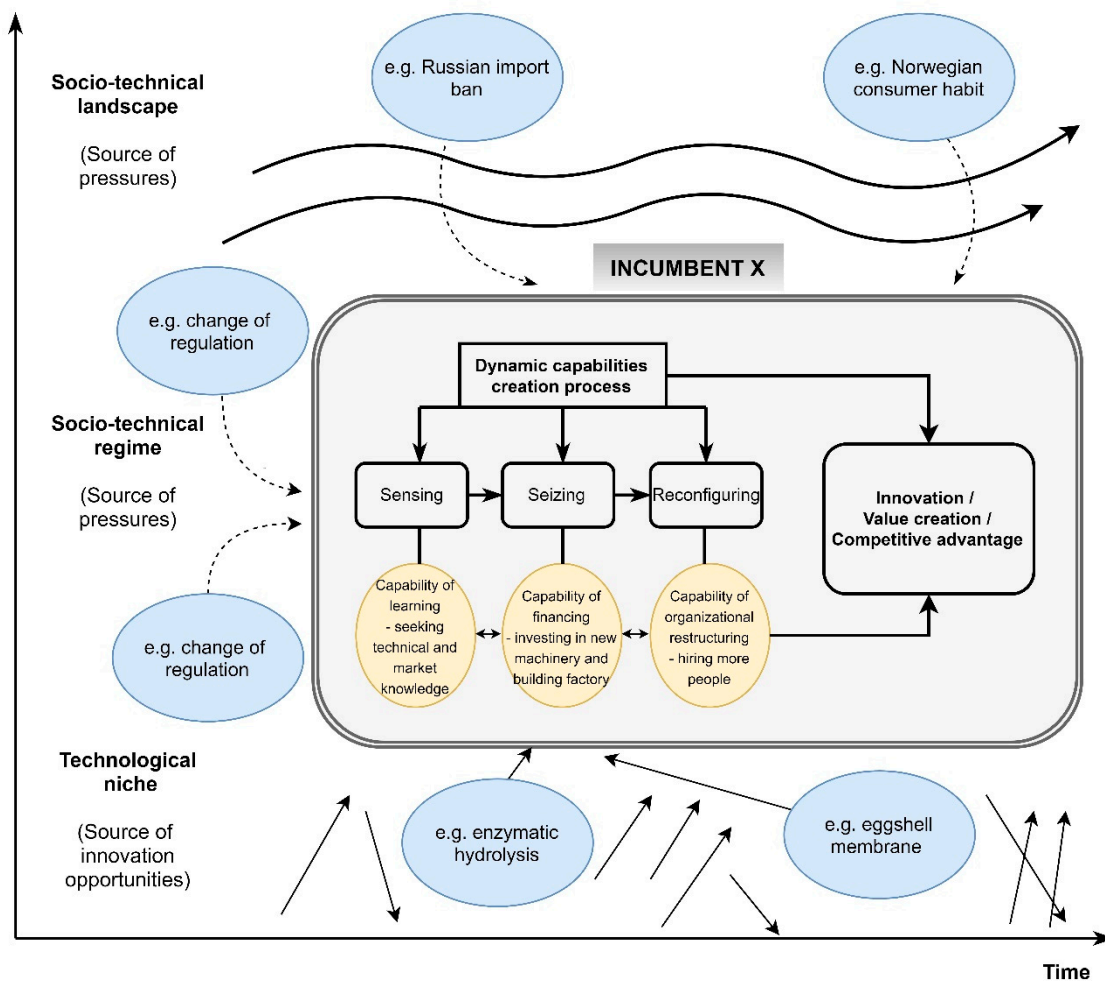 Socio-technical
landscape
(Source of
pressures)
e.g. Russian import
ban
e.g. Norwegian
consumer habit
INCUMBENT X
e.g. change of
regulation
Socio-technical
regime
(Source of
pressures)
e.g. change of
regulation
Dynamic capabilities
creation process
Sensing
Seizing
Reconfiguring
Innovation /
Value creation /
Competitive advantage
Capability of
learning
- seeking
technical and
market
knowledge
Capability of
financing
- investing in new
machinery and
building factory
Capability of
organizational
restructuring
- hiring more
people
Technological
niche
(Source of
innovation
opportunities)
e.g. enzymatic
hydrolysis
e.g. eggshell
membrane
Time